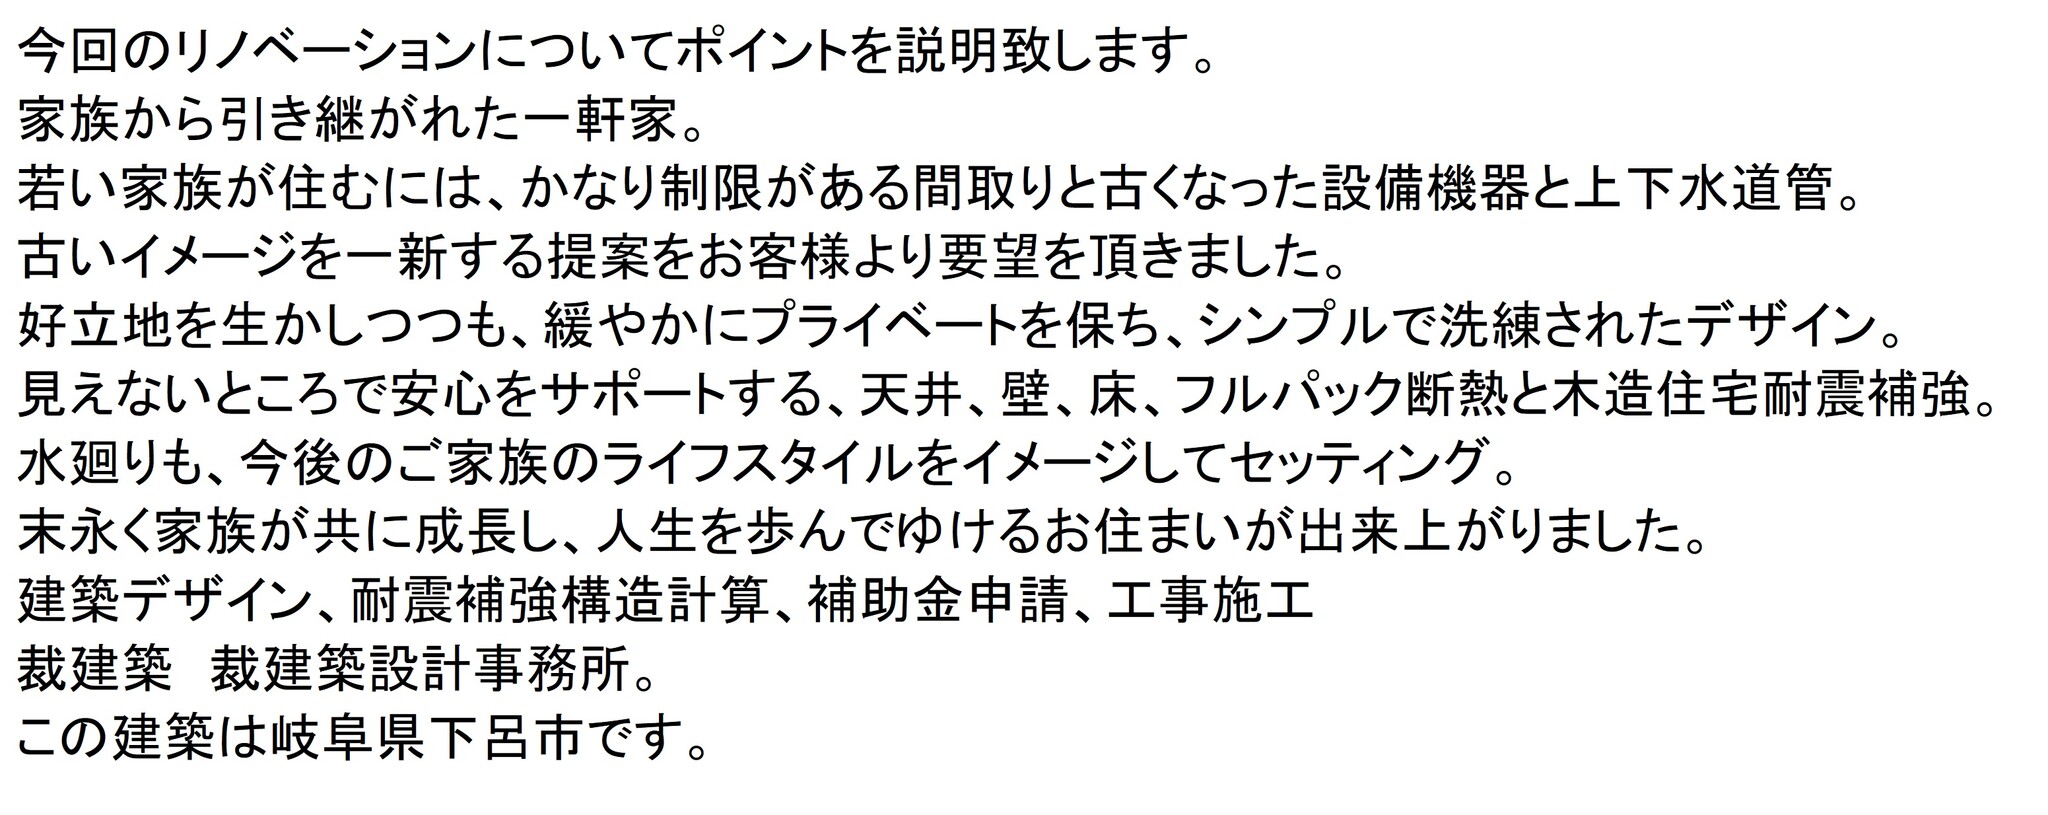 今回のリノベーションについてポイントを説明致します。
家族から引き継がれた一軒家。
若い家族が住むには、かなり制限がある間取りと古くなった設備機器と上下水道管。
古いイメージを一新する提案をお客様より要望を頂きました。
好立地を生かしつつも、緩やかにプライベートを保ち、シンプルで洗練されたデザイン。
見えないところで安心をサポートする、天井、壁、床、フルパック断熱と木造住宅耐震補強。
水廻りも、今後のご家族のライフスタイルをイメージしてセッティング。
末永く家族が共に成長し、人生を歩んでゆけるお住まいが出来上がりました。
建築デザイン、耐震補強構造計算、補助金申請、工事施工
裁建築　裁建築設計事務所。
この建築は岐阜県下呂市です。